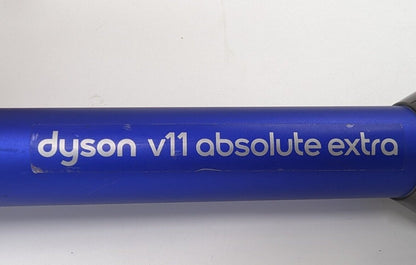 dyson v11 absolute extra